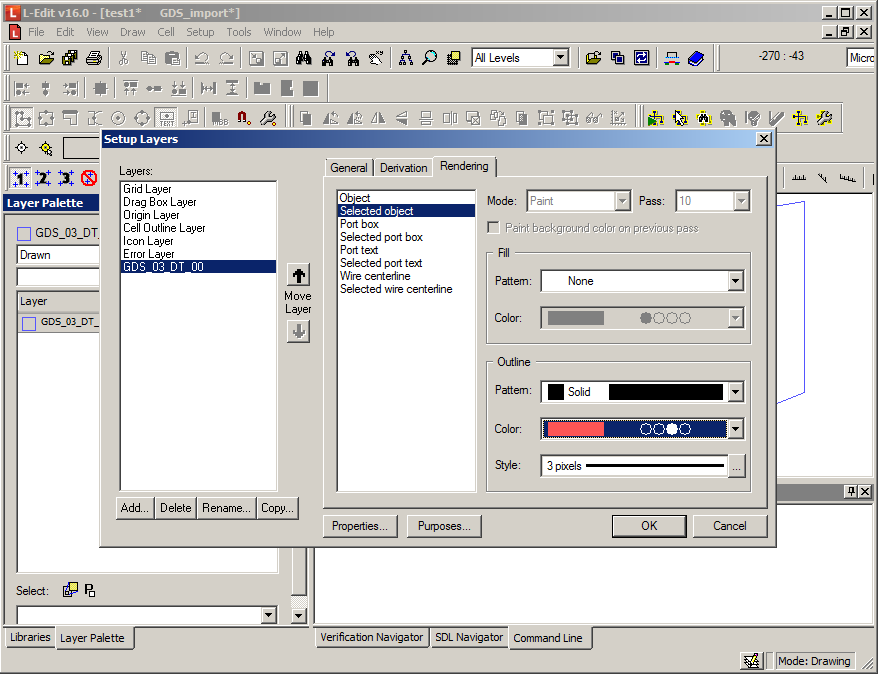 L-Edit v16.0 - [test1* GDS_import*]
File Edit View Draw Cell Setup Tools Window Help
All Levels
-270 : -43
Micro
TEXT
Setup Layers
Layer Palette
GDS_03_DT_
Drawn
Layer
GDS_03_DT_
Layers:
Grid Layer
Drag Box Layer
Origin Layer
Cell Outline Layer
Icon Layer
Error Layer
GDS_03_DT_00
Move
Layer
Add... Delete Rename... Copy...
General Derivation Rendering
Object
Selected object
Port box
Selected port box
Port text
Selected port text
Wire centerline
Selected wire centerline
Mode: Paint Pass: 10
Paint background color on previous pass
Fill
Pattern: None
Color:
Outline
Pattern: Solid
Color:
Style: 3 pixels ...
Properties... Purposes... OK Cancel
Select:
Libraries Layer Palette
Verification Navigator SDL Navigator Command Line
Mode: Drawing